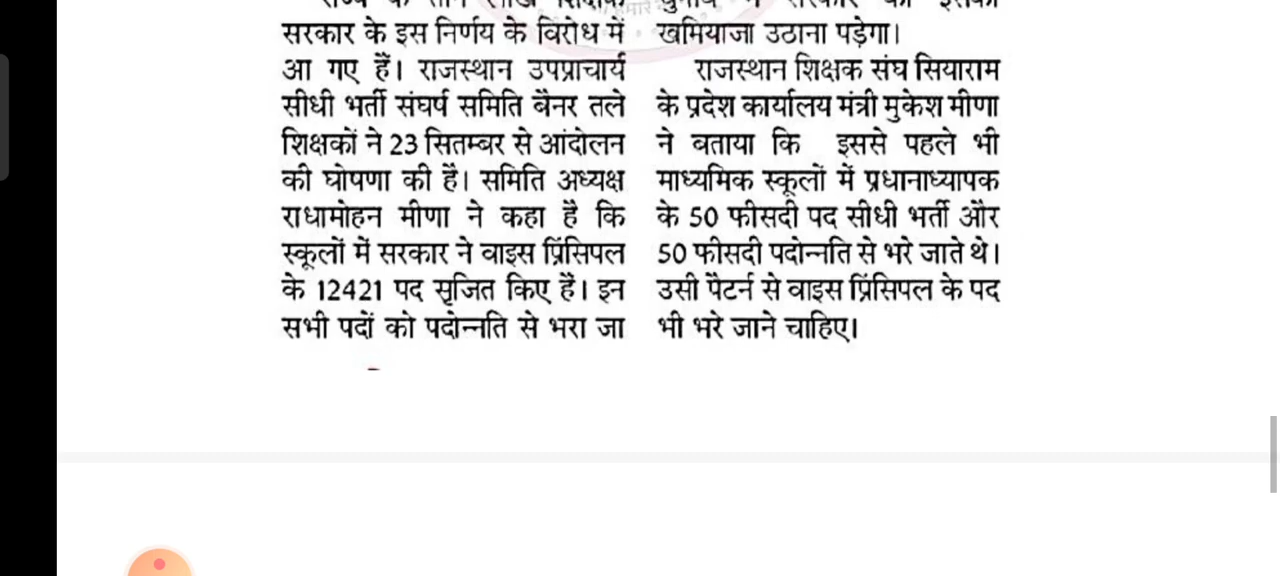 सरकार के इस निर्णय के विरोध में
आ गए हैं। राजस्थान उपप्राचार्य
सीधी भर्ती संघर्ष समिति बैनर तले
शिक्षकों ने 23 सितम्बर से आंदोलन
की घोषणा की है। समिति अध्यक्ष
राधामोहन मीणा ने कहा है कि
स्कूलों में सरकार ने वाइस प्रिंसिपल
के 12421 पद सृजित किए हैं। इन
सभी पदों को पदोन्नति से भरा जा
खमियाजा उठाना पड़ेगा।
राजस्थान शिक्षक संघ सियाराम
के प्रदेश कार्यालय मंत्री मुकेश मीणा
ने बताया कि इससे पहले भी
माध्यमिक स्कूलों में प्रधानाध्यापक
के 50 फीसदी पद सीधी भर्ती और
50 फीसदी पदोन्नति से भरे जाते थे।
उसी पैटर्न से वाइस प्रिंसिपल के पद
भी भरे जाने चाहिए।